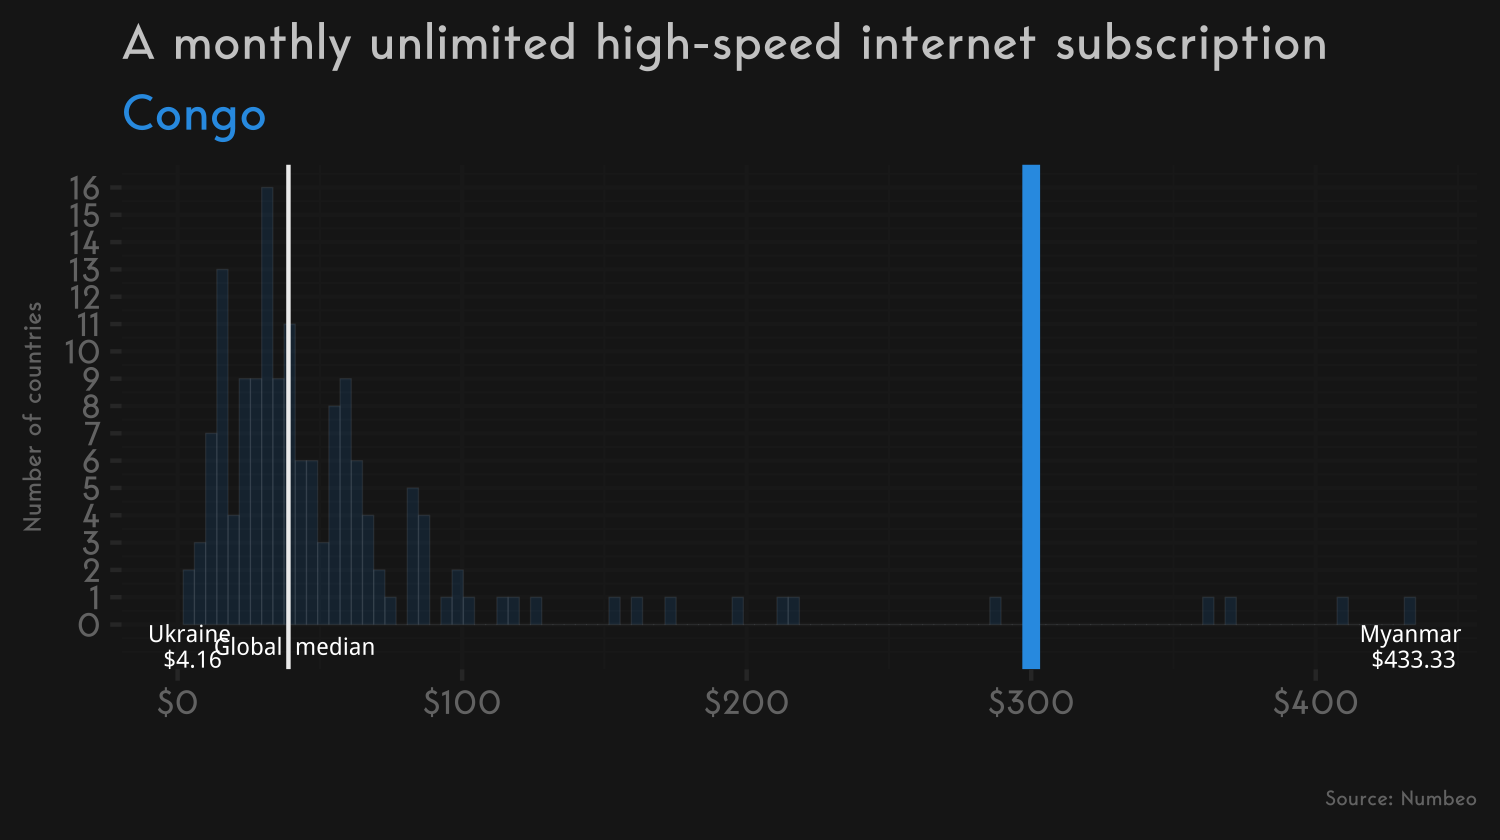 A monthly unlimited high-speed internet subscription
Congo
Number of countries
16
15
14
13
12
11
10
9
8
7
6
5
4
3
2
1
0
Ukraine
$4.16
Global median
Myanmar
$433.33
$0 $100 $200 $300 $400
Source: Numbeo